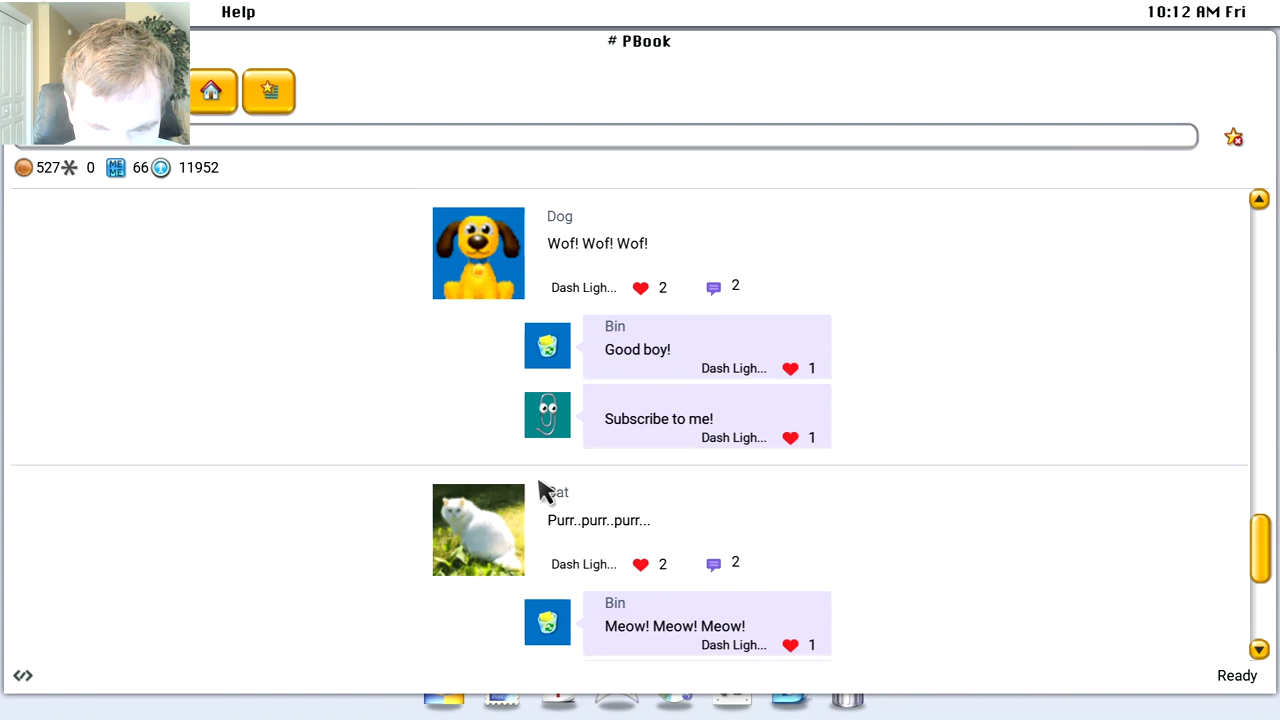 Help
10:12 AM Fri
# PBook
527 0 ME ME 66 11952
Dog
Wof! Wof! Wof!
Dash Ligh... 2 2
Bin
Good boy!
Dash Ligh... 1
Subscribe to me!
Dash Ligh... 1
Purr..purr..purr...
Dash Ligh... 2 2
Bin
Meow! Meow! Meow!
Dash Ligh... 1
Ready